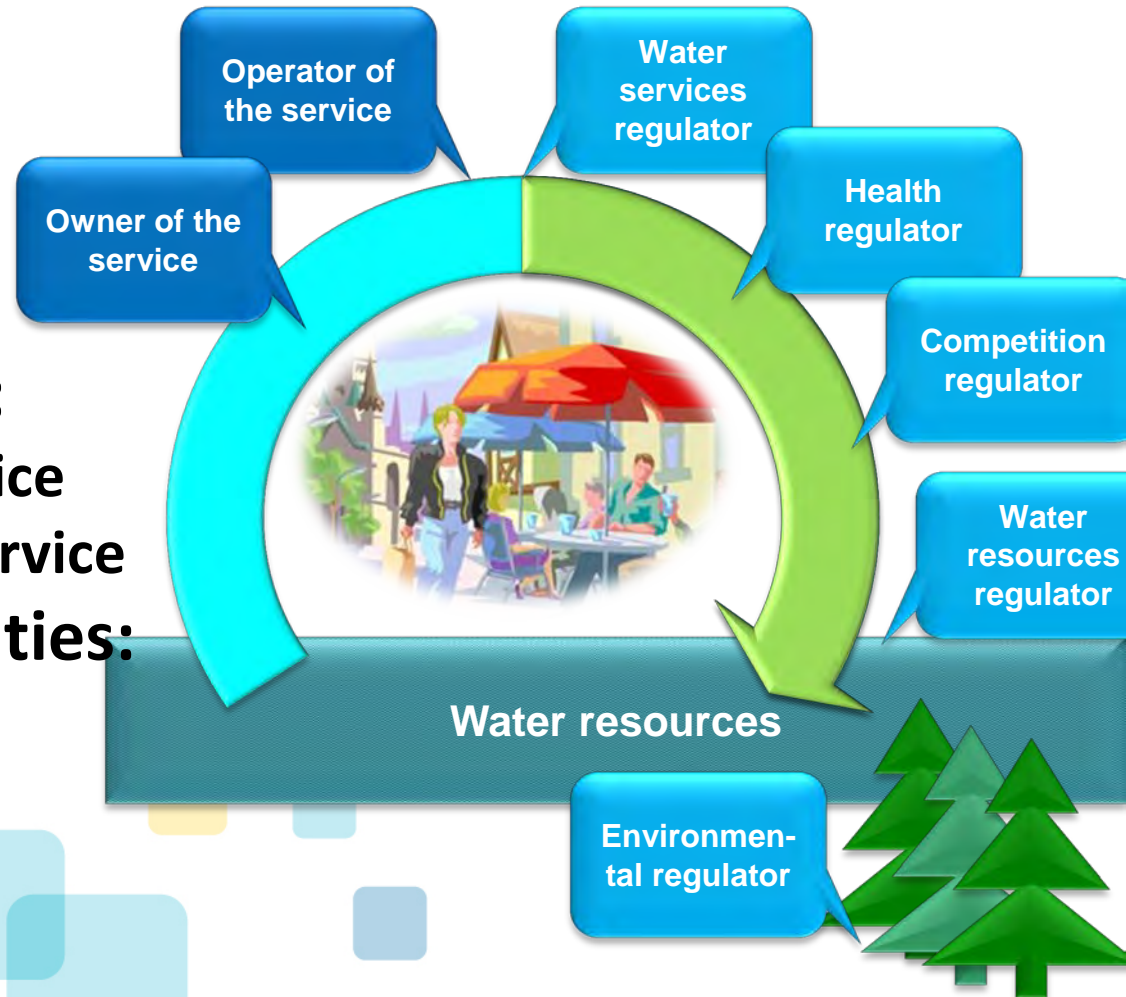 Operator of
the service
Water
services
regulator
Owner of the
service
Health
regulator
Competition
regulator
:
ice
rvice
ties:
Water
resources
regulator
Water resources
Environmen-
tal regulator